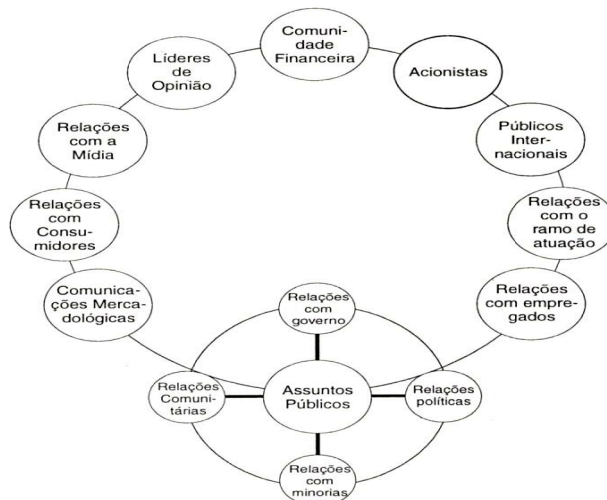 Comuni-
dade
Financeira
Líderes
de
Opinião
Acionistas
Relações
com a
Mídia
Públicos
Inter-
nacionais
Relações
com
Consu-
midores
Relações
com o
ramo de
atuação
Comunica-
ções Merca-
dológicas
Relações
com
governo
Relações
com empre-
gados
Relações
Comuni-
tárias
Assuntos
Públicos
Relações
políticas
Relações
com
minorias